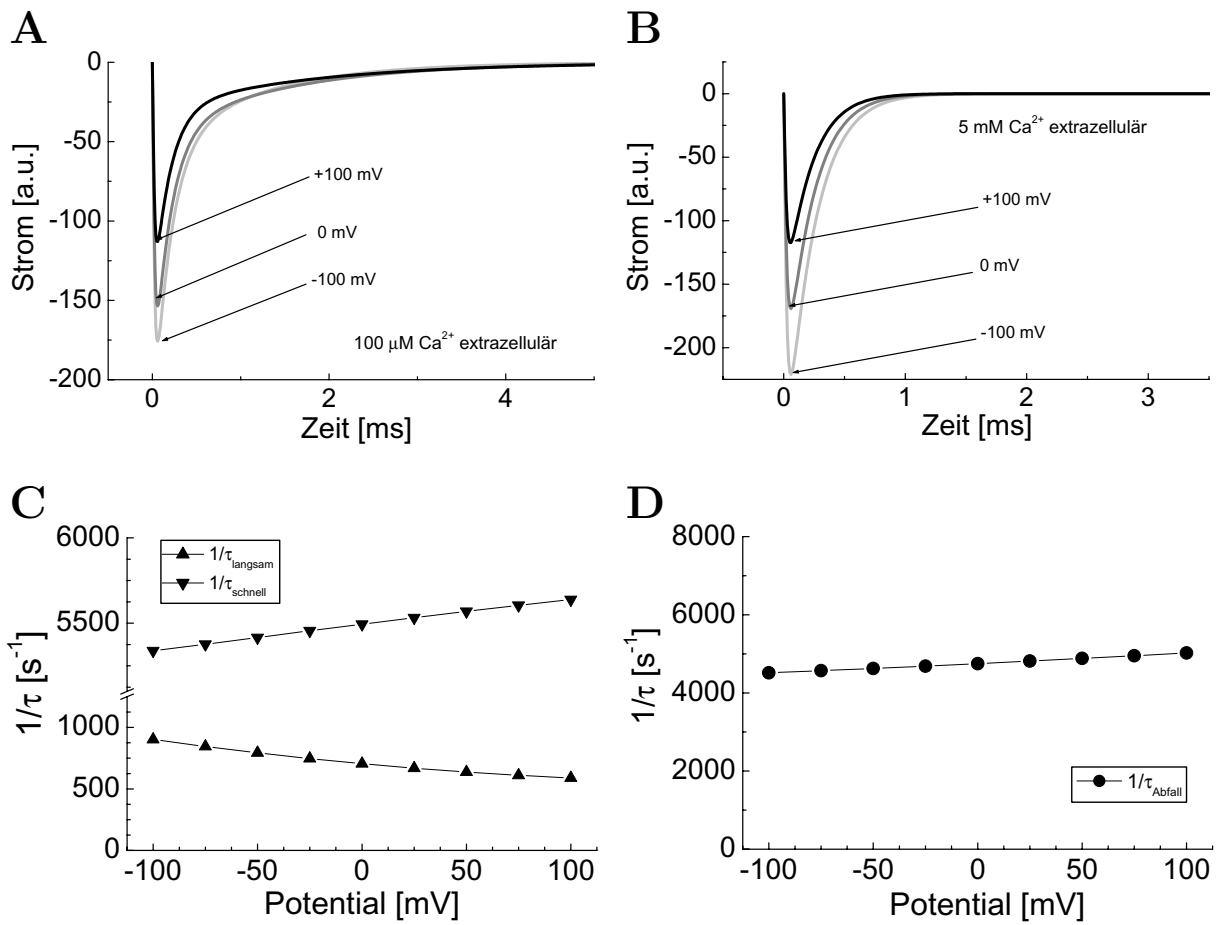 A
0
-50
-100
-150
-200
Strom [a.u.]
+100 mV
0 mV
-100 mV
100 μM Ca²⁺ extrazellulär
0 2 4
Zeit [ms]
B
0
-50
-100
-150
-200
Strom [a.u.]
5 mM Ca²⁺ extrazellulär
+100 mV
0 mV
-100 mV
0 1 2 3
Zeit [ms]
C
6000
5500
1000
500
0
1/τ [s⁻¹]
1/τlangsam
1/τschnell
-100 -50 0 50 100
Potential [mV]
D
8000
6000
4000
2000
0
1/τ [s⁻¹]
1/τAbfall
-100 -50 0 50 100
Potential [mV]